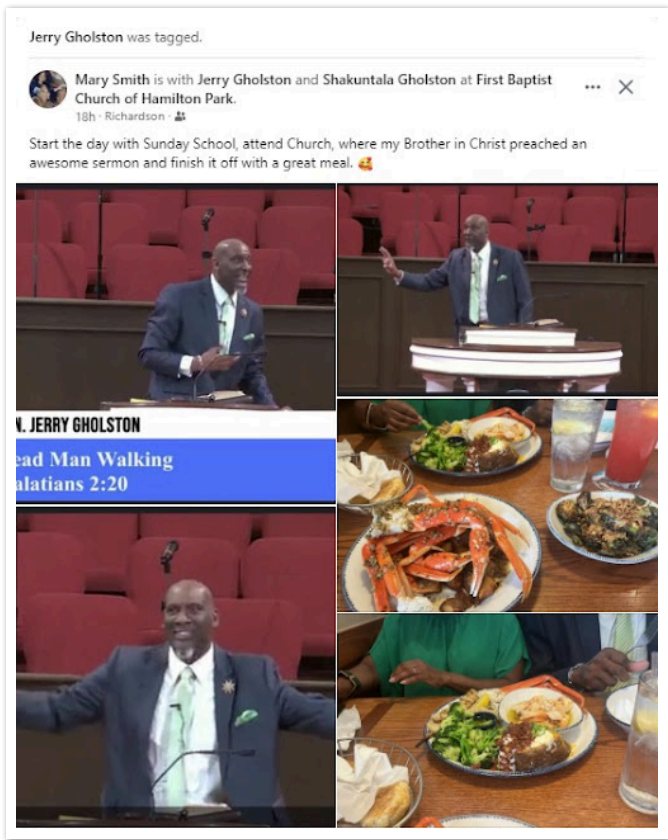 Jerry Gholston was tagged.
Mary Smith is with Jerry Gholston and Shakuntala Gholston at First Baptist
Church of Hamilton Park.
18h · Richardson ·
Start the day with Sunday School, attend Church, where my Brother in Christ preached an
awesome sermon and finish it off with a great meal. 🥰
N. JERRY GHOLSTON
ead Man Walking
alatians 2:20